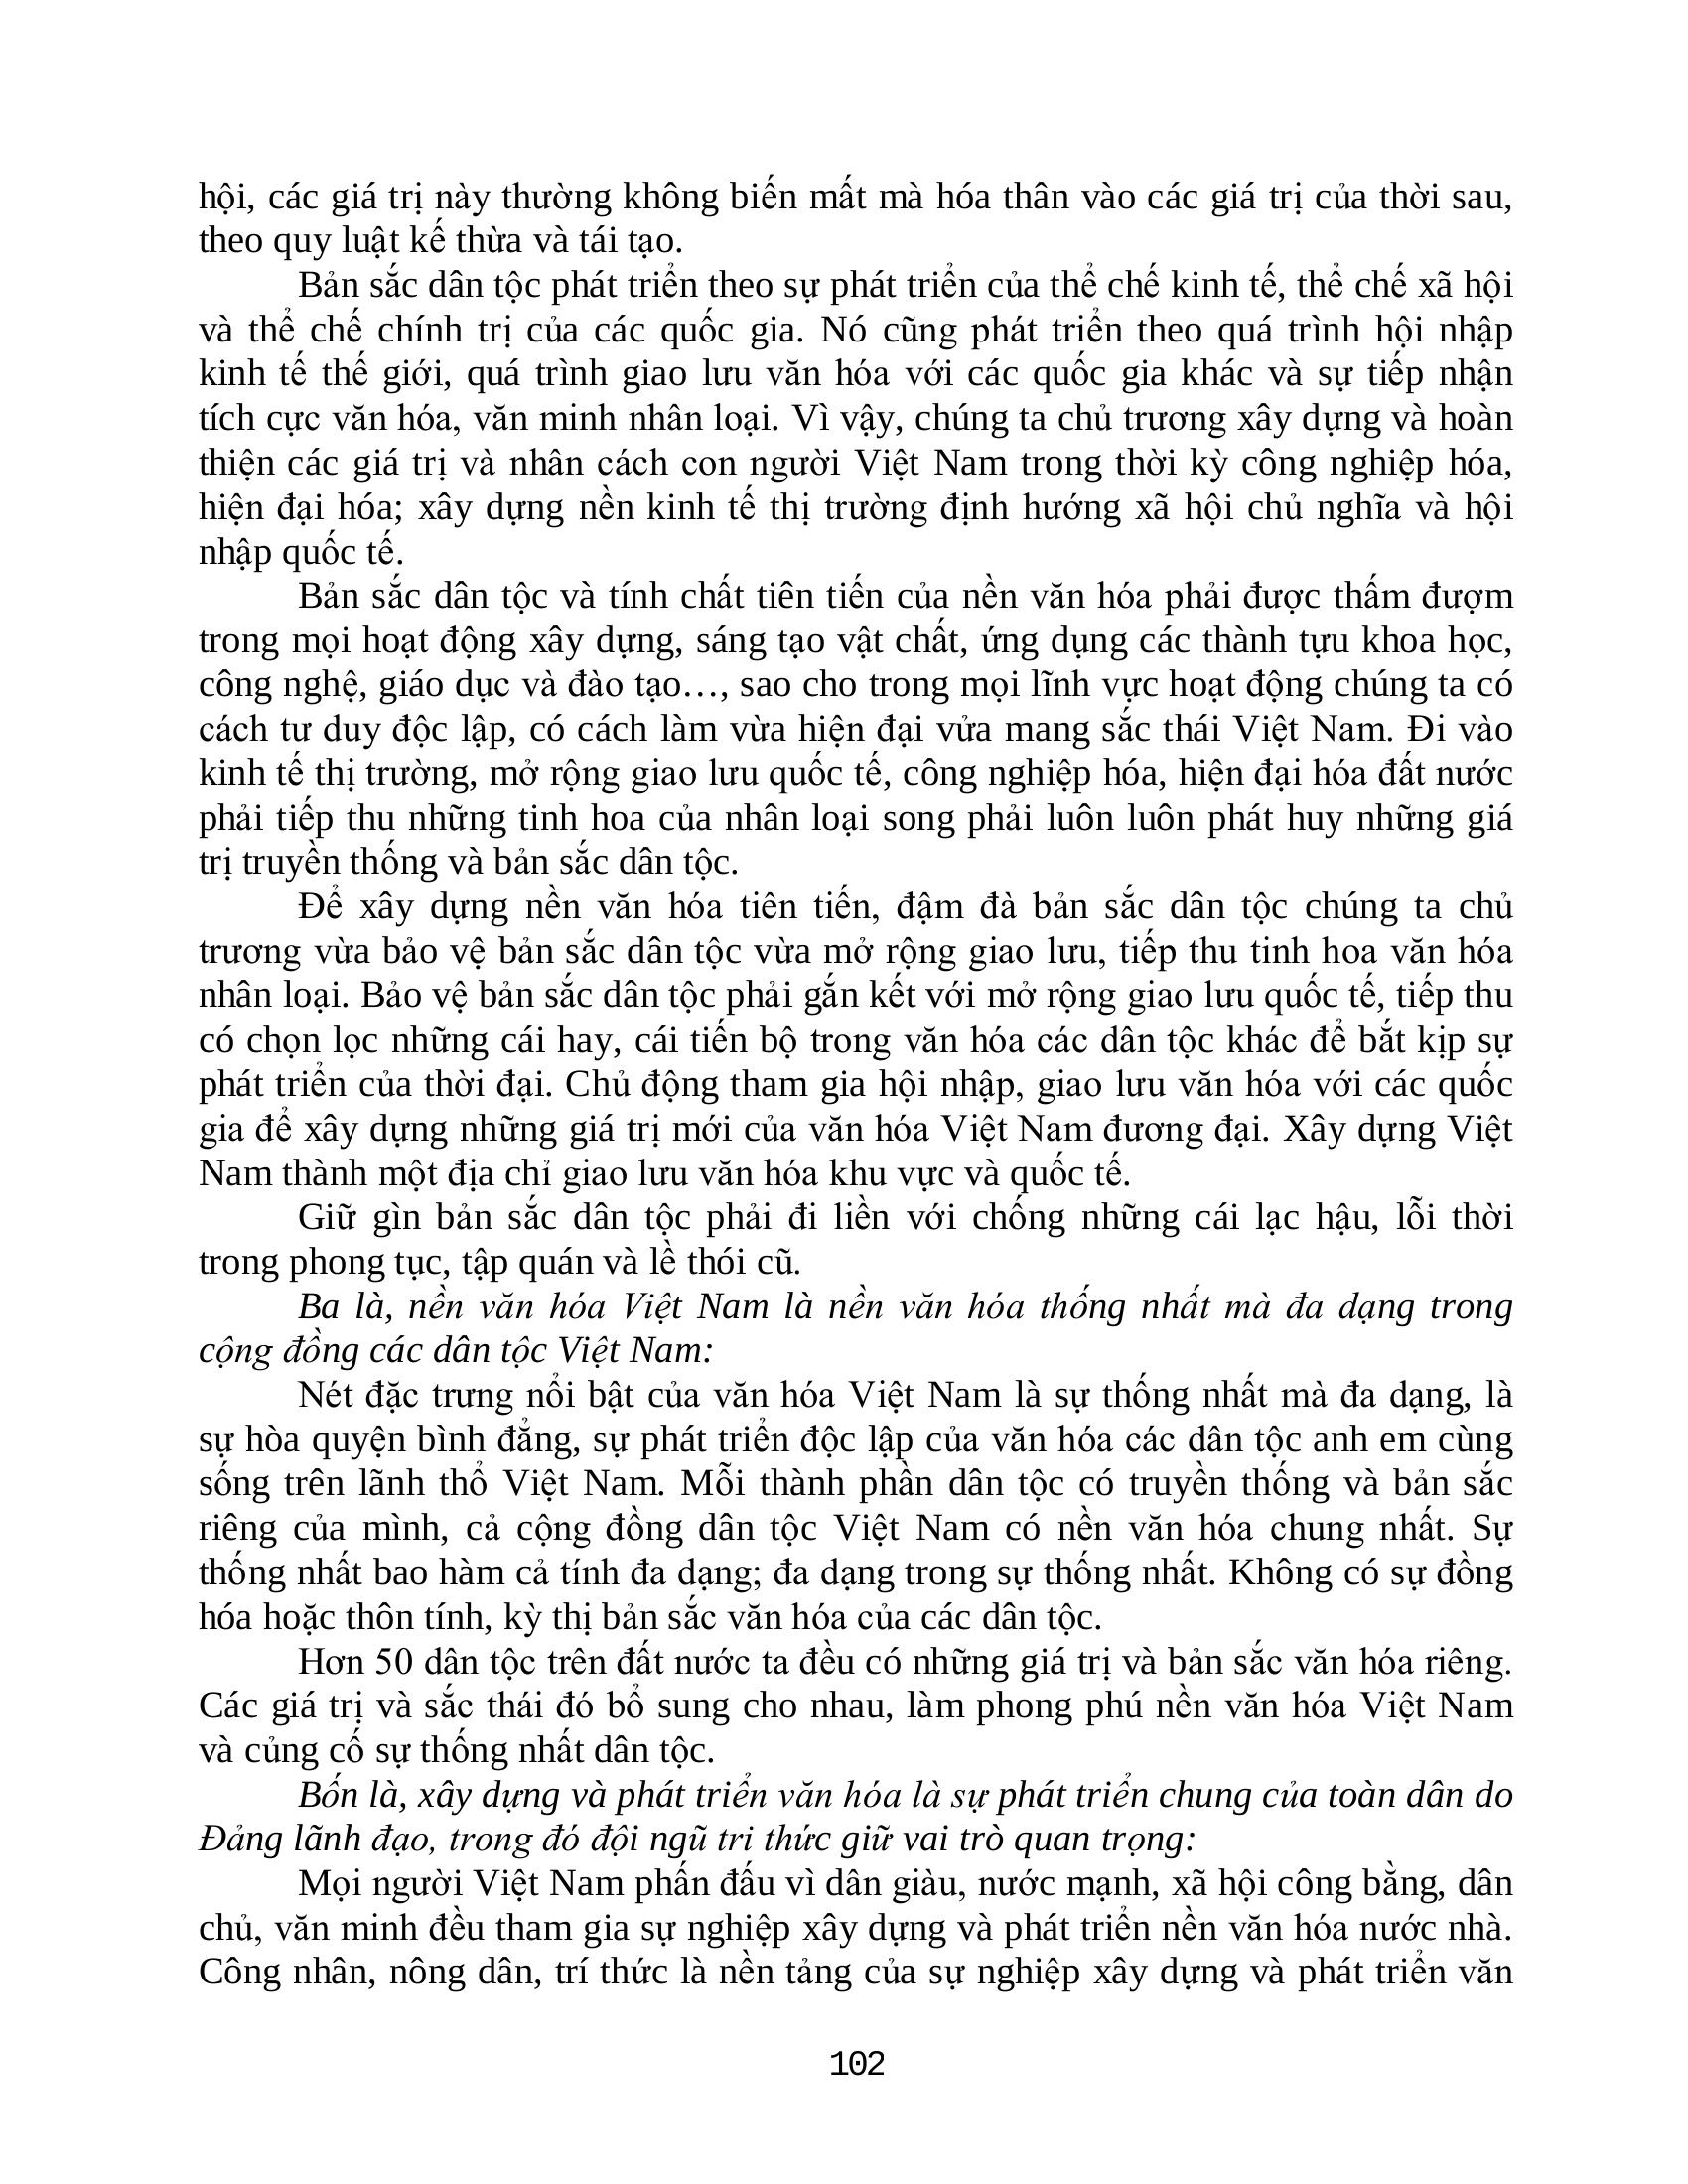 hội, các giá trị này thường không biến mất mà hóa thân vào các giá trị của thời sau,
theo quy luật kế thừa và tái tạo.
Bản sắc dân tộc phát triển theo sự phát triển của thể chế kinh tế, thể chế xã hội
và thể chế chính trị của các quốc gia. Nó cũng phát triển theo quá trình hội nhập
kinh tế thế giới, quá trình giao lưu văn hóa với các quốc gia khác và sự tiếp nhận
tích cực văn hóa, văn minh nhân loại. Vì vậy, chúng ta chủ trương xây dựng và hoàn
thiện các giá trị và nhân cách con người Việt Nam trong thời kỳ công nghiệp hóa,
hiện đại hóa; xây dựng nền kinh tế thị trường định hướng xã hội chủ nghĩa và hội
nhập quốc tế.
Bản sắc dân tộc và tính chất tiên tiến của nền văn hóa phải được thấm đượm
trong mọi hoạt động xây dựng, sáng tạo vật chất, ứng dụng các thành tựu khoa học,
công nghệ, giáo dục và đào tạo…, sao cho trong mọi lĩnh vực hoạt động chúng ta có
cách tư duy độc lập, có cách làm vừa hiện đại vửa mang sắc thái Việt Nam. Đi vào
kinh tế thị trường, mở rộng giao lưu quốc tế, công nghiệp hóa, hiện đại hóa đất nước
phải tiếp thu những tinh hoa của nhân loại song phải luôn luôn phát huy những giá
trị truyền thống và bản sắc dân tộc.
Để xây dựng nền văn hóa tiên tiến, đậm đà bản sắc dân tộc chúng ta chủ
trương vừa bảo vệ bản sắc dân tộc vừa mở rộng giao lưu, tiếp thu tinh hoa văn hóa
nhân loại. Bảo vệ bản sắc dân tộc phải gắn kết với mở rộng giao lưu quốc tế, tiếp thu
có chọn lọc những cái hay, cái tiến bộ trong văn hóa các dân tộc khác để bắt kịp sự
phát triển của thời đại. Chủ động tham gia hội nhập, giao lưu văn hóa với các quốc
gia để xây dựng những giá trị mới của văn hóa Việt Nam đương đại. Xây dựng Việt
Nam thành một địa chỉ giao lưu văn hóa khu vực và quốc tế.
Giữ gìn bản sắc dân tộc phải đi liền với chống những cái lạc hậu, lỗi thời
trong phong tục, tập quán và lề thói cũ.
Ba là, nền văn hóa Việt Nam là nền văn hóa thống nhất mà đa dạng trong
cộng đồng các dân tộc Việt Nam:
Nét đặc trưng nổi bật của văn hóa Việt Nam là sự thống nhất mà đa dạng, là
sự hòa quyện bình đẳng, sự phát triển độc lập của văn hóa các dân tộc anh em cùng
sống trên lãnh thổ Việt Nam. Mỗi thành phần dân tộc có truyền thống và bản sắc
riêng của mình, cả cộng đồng dân tộc Việt Nam có nền văn hóa chung nhất. Sự
thống nhất bao hàm cả tính đa dạng; đa dạng trong sự thống nhất. Không có sự đồng
hóa hoặc thôn tính, kỳ thị bản sắc văn hóa của các dân tộc.
Hơn 50 dân tộc trên đất nước ta đều có những giá trị và bản sắc văn hóa riêng.
Các giá trị và sắc thái đó bổ sung cho nhau, làm phong phú nền văn hóa Việt Nam
và củng cố sự thống nhất dân tộc.
Bốn là, xây dựng và phát triển văn hóa là sự phát triển chung của toàn dân do
Đảng lãnh đạo, trong đó đội ngũ tri thức giữ vai trò quan trọng:
Mọi người Việt Nam phấn đấu vì dân giàu, nước mạnh, xã hội công bằng, dân
chủ, văn minh đều tham gia sự nghiệp xây dựng và phát triển nền văn hóa nước nhà.
Công nhân, nông dân, trí thức là nền tảng của sự nghiệp xây dựng và phát triển văn
102